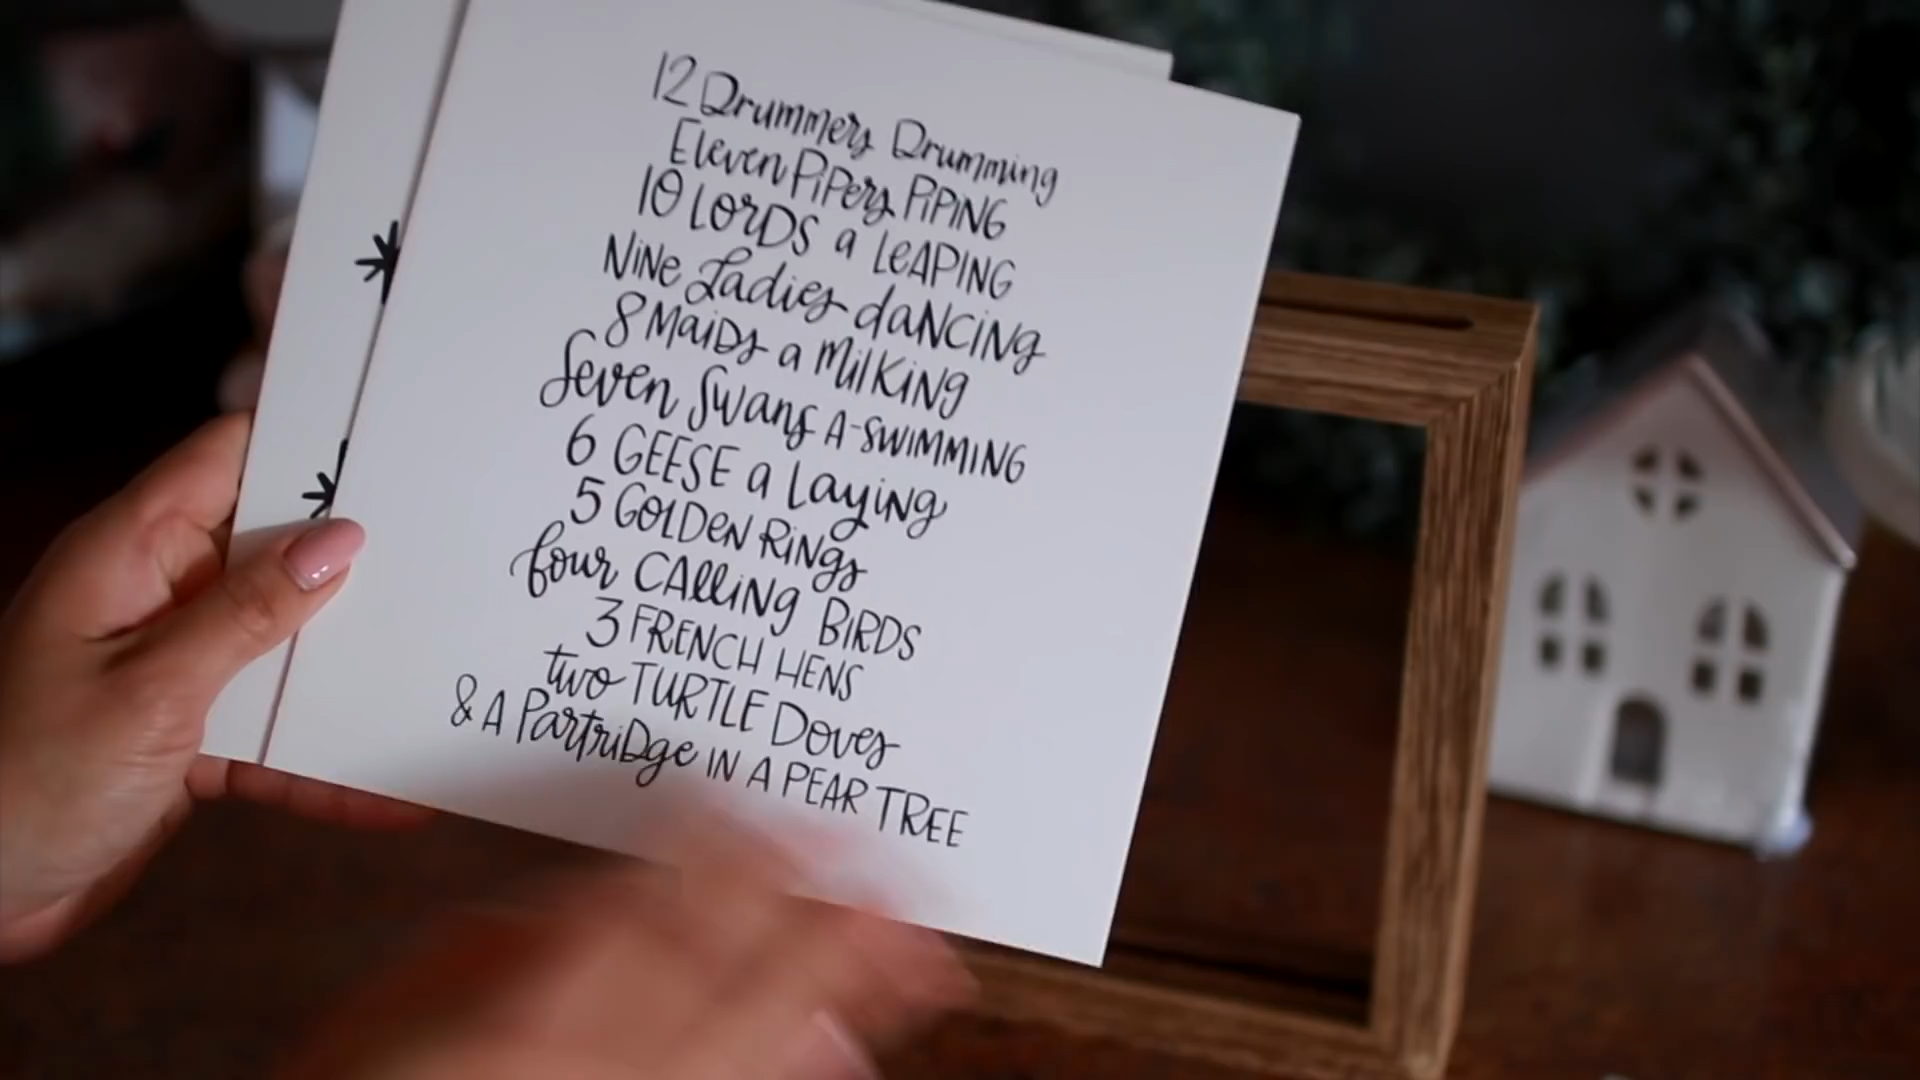 12 Drummers Drumming
Eleven PiPers PiPiNG
10 LorDS a LeAPING
NiNe Ladies daNCiNg
8 MaiDs a MilKiNg
Seven Swans A-SWiMMiNG
6 GEESE a LayiNg
5 GOLDeN RiNgs
four CAlliNg BiRDS
3 FRENCH HENS
two TURTLE Doves
& A PartriDge IN A PEAR TREE